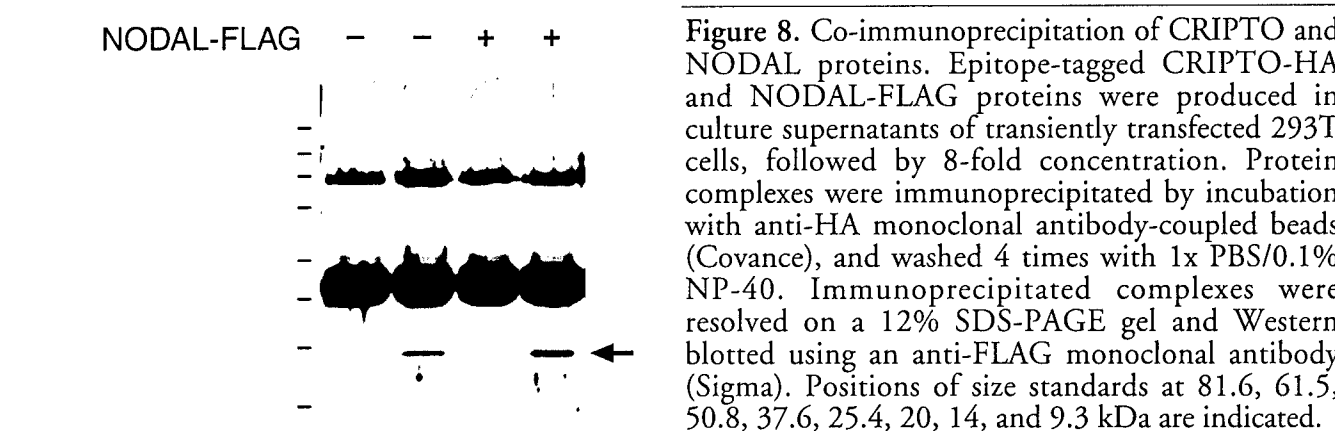 NODAL-FLAG − − + +
Figure 8. Co-immunoprecipitation of CRIPTO and
NODAL proteins. Epitope-tagged CRIPTO-HA
and NODAL-FLAG proteins were produced in
culture supernatants of transiently transfected 293T
cells, followed by 8-fold concentration. Protein
complexes were immunoprecipitated by incubation
with anti-HA monoclonal antibody-coupled beads
(Covance), and washed 4 times with 1x PBS/0.1%
NP-40. Immunoprecipitated complexes were
resolved on a 12% SDS-PAGE gel and Western
blotted using an anti-FLAG monoclonal antibody
(Sigma). Positions of size standards at 81.6, 61.5,
50.8, 37.6, 25.4, 20, 14, and 9.3 kDa are indicated.